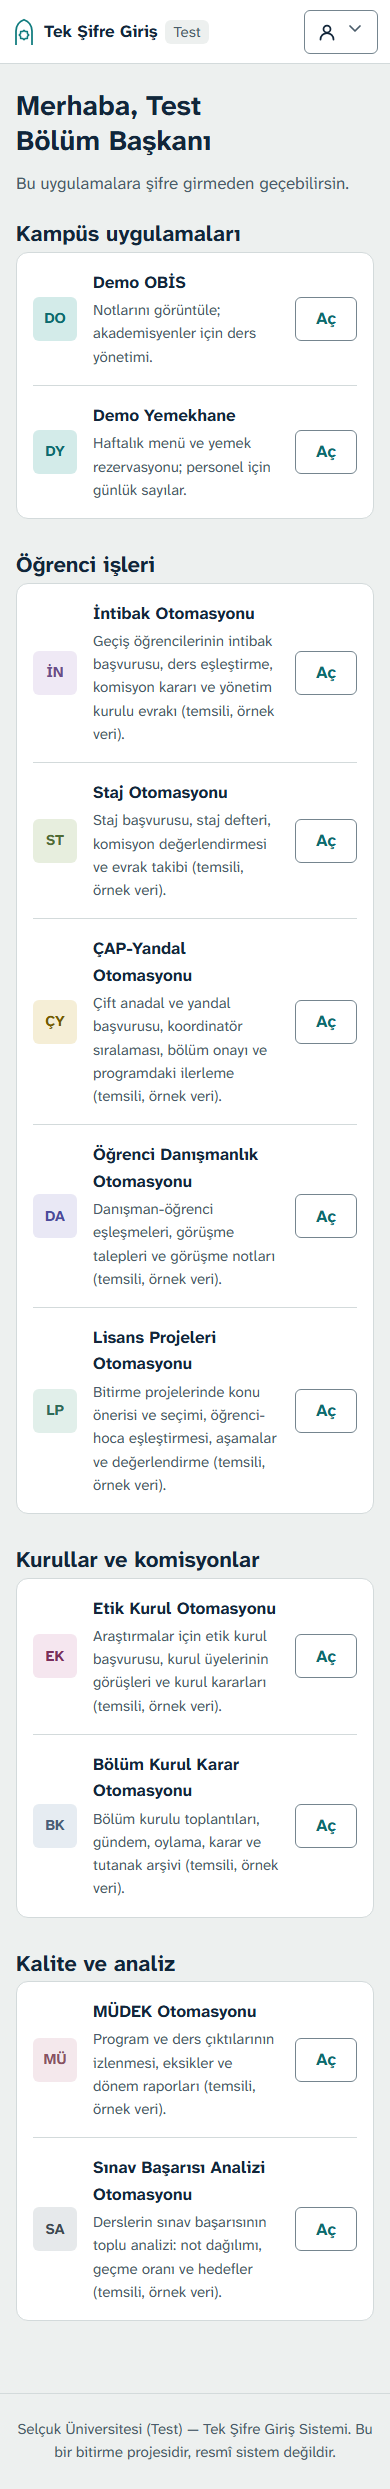 Tek Şifre Giriş Test
Merhaba, Test
Bölüm Başkanı
Bu uygulamalara şifre girmeden geçebilirsin.
Kampüs uygulamaları
DO
Demo OBİS
Notlarını görüntüle;
akademisyenler için ders
yönetimi.
Aç
DY
Demo Yemekhane
Haftalık menü ve yemek
rezervasyonu; personel için
günlük sayılar.
Aç
Öğrenci işleri
İN
İntibak Otomasyonu
Geçiş öğrencilerinin intibak
başvurusu, ders eşleştirme,
komisyon kararı ve yönetim
kurulu evrakı (temsili, örnek
veri).
Aç
ST
Staj Otomasyonu
Staj başvurusu, staj defteri,
komisyon değerlendirmesi
ve evrak takibi (temsili,
örnek veri).
Aç
ÇY
ÇAP-Yandal
Otomasyonu
Çift anadal ve yandal
başvurusu, koordinatör
sıralaması, bölüm onayı ve
programdaki ilerleme
(temsili, örnek veri).
Aç
DA
Öğrenci Danışmanlık
Otomasyonu
Danışman-öğrenci
eşleşmeleri, görüşme
talepleri ve görüşme notları
(temsili, örnek veri).
Aç
LP
Lisans Projeleri
Otomasyonu
Bitirme projelerinde konu
önerisi ve seçimi, öğrenci-
hoca eşleştirmesi, aşamalar
ve değerlendirme (temsili,
örnek veri).
Aç
Kurullar ve komisyonlar
EK
Etik Kurul Otomasyonu
Araştırmalar için etik kurul
başvurusu, kurul üyelerinin
görüşleri ve kurul kararları
(temsili, örnek veri).
Aç
BK
Bölüm Kurul Karar
Otomasyonu
Bölüm kurulu toplantıları,
gündem, oylama, karar ve
tutanak arşivi (temsili, örnek
veri).
Aç
Kalite ve analiz
MÜ
MÜDEK Otomasyonu
Program ve ders çıktılarının
izlenmesi, eksikler ve
dönem raporları (temsili,
örnek veri).
Aç
SA
Sınav Başarısı Analizi
Otomasyonu
Derslerin sınav başarısının
toplu analizi: not dağılımı,
geçme oranı ve hedefler
(temsili, örnek veri).
Aç
Selçuk Üniversitesi (Test) — Tek Şifre Giriş Sistemi. Bu
bir bitirme projesidir, resmî sistem değildir.